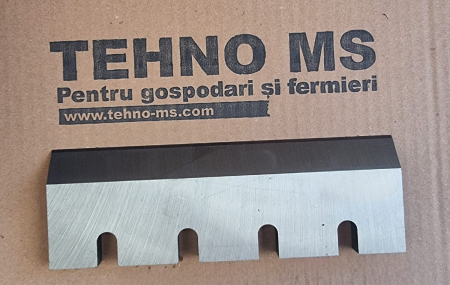 TEHNO MS
Pentru gospodari și fermieri
www.tehno-ms.com